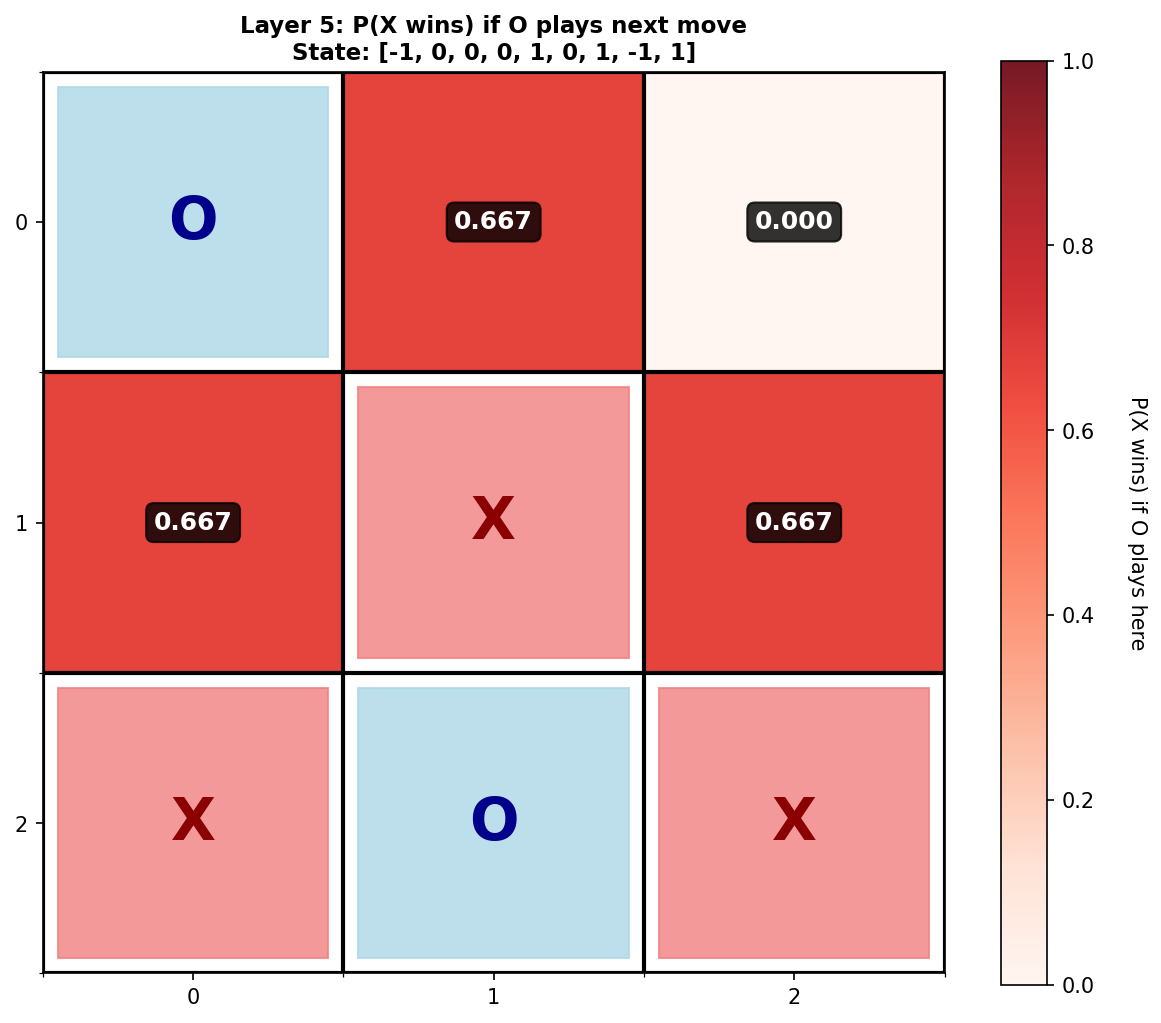 Layer 5: P(X wins) if O plays next move
State: [-1, 0, 0, 0, 1, 0, 1, -1, 1]
O
0.667
0.000
0.667
X
0.667
X
O
X
0
1
2
0
1
2
1.0
0.8
0.6
0.4
0.2
0.0
P(X wins) if O plays here